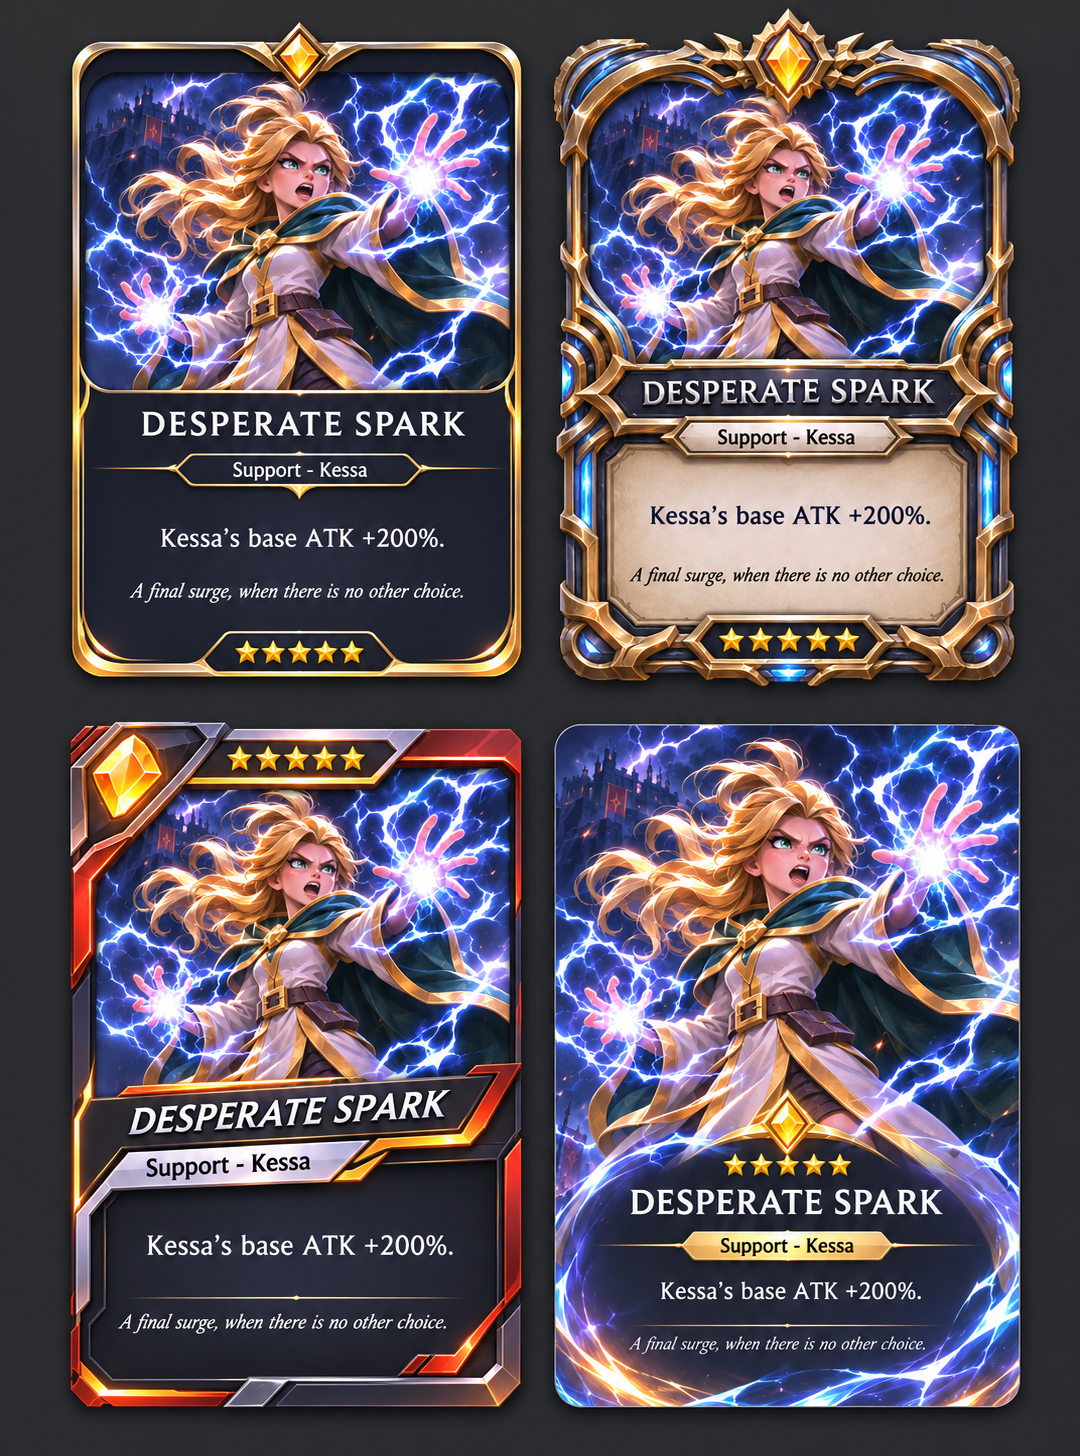 DESPERATE SPARK
Support - Kessa
Kessa's base ATK +200%.
A final surge, when there is no other choice.
DESPERATE SPARK
Support - Kessa
Kessa's base ATK +200%.
A final surge, when there is no other choice.
DESPERATE SPARK
Support - Kessa
Kessa's base ATK +200%.
A final surge, when there is no other choice.
DESPERATE SPARK
Support - Kessa
Kessa's base ATK +200%.
A final surge, when there is no other choice.